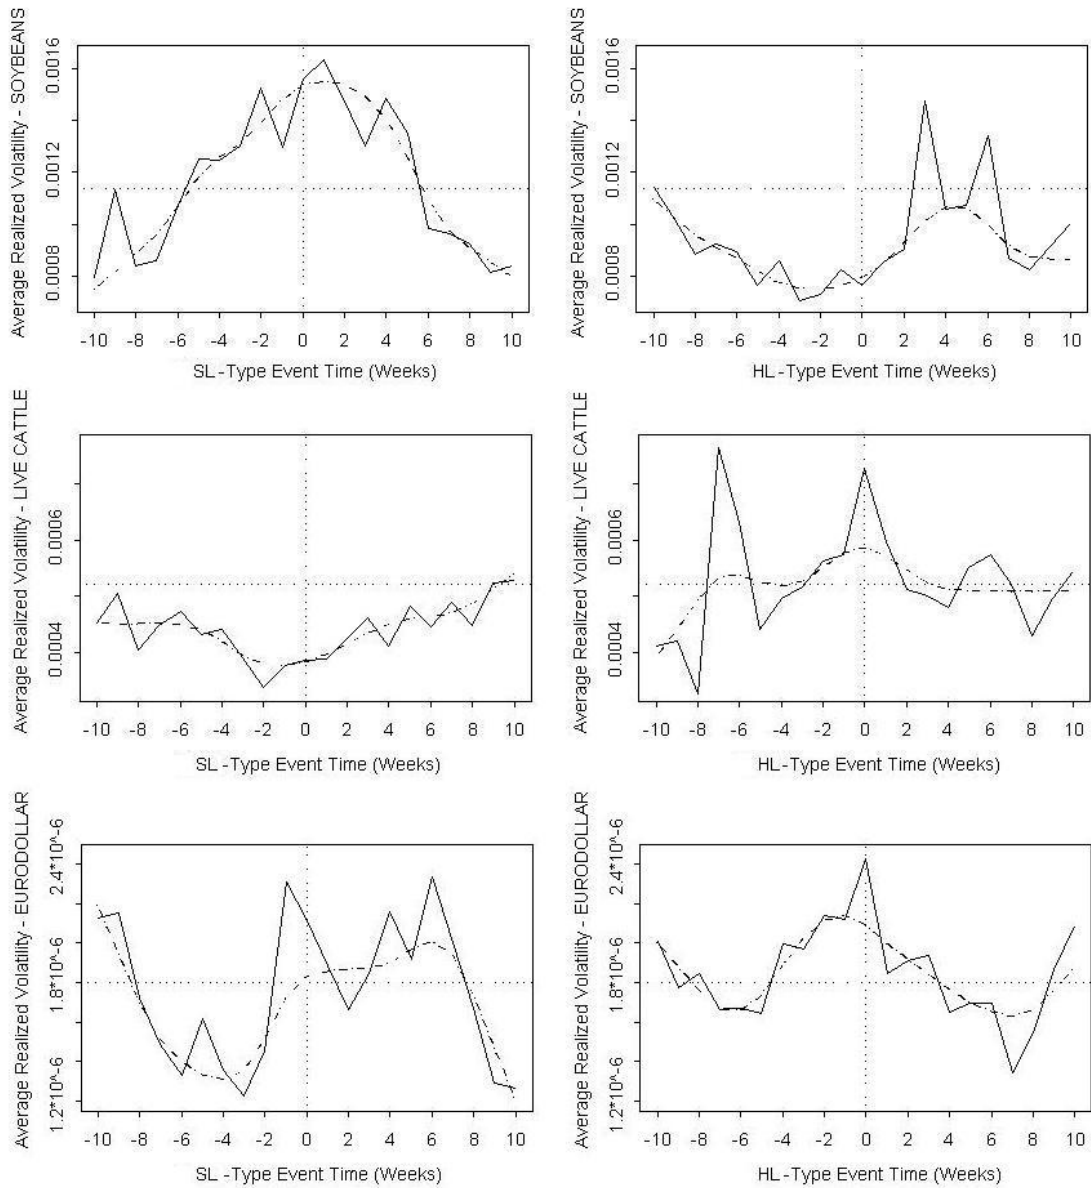 Average Realized Volatility - SOYBEANS
0.0016
0.0012
0.0008
-10 -8 -6 -4 -2 0 2 4 6 8 10
SL -Type Event Time (Weeks)
Average Realized Volatility - SOYBEANS
0.0016
0.0012
0.0008
-10 -8 -6 -4 -2 0 2 4 6 8 10
HL -Type Event Time (Weeks)
Average Realized Volatility - LIVE CATTLE
0.0006
0.0004
-10 -8 -6 -4 -2 0 2 4 6 8 10
SL -Type Event Time (Weeks)
Average Realized Volatility - LIVE CATTLE
0.0006
0.0004
-10 -8 -6 -4 -2 0 2 4 6 8 10
HL -Type Event Time (Weeks)
Average Realized Volatility - EURODOLLAR
2.4*10^-6
1.8*10^-6
1.2*10^-6
-10 -8 -6 -4 -2 0 2 4 6 8 10
SL -Type Event Time (Weeks)
Average Realized Volatility - EURODOLLAR
2.4*10^-6
1.8*10^-6
1.2*10^-6
-10 -8 -6 -4 -2 0 2 4 6 8 10
HL -Type Event Time (Weeks)